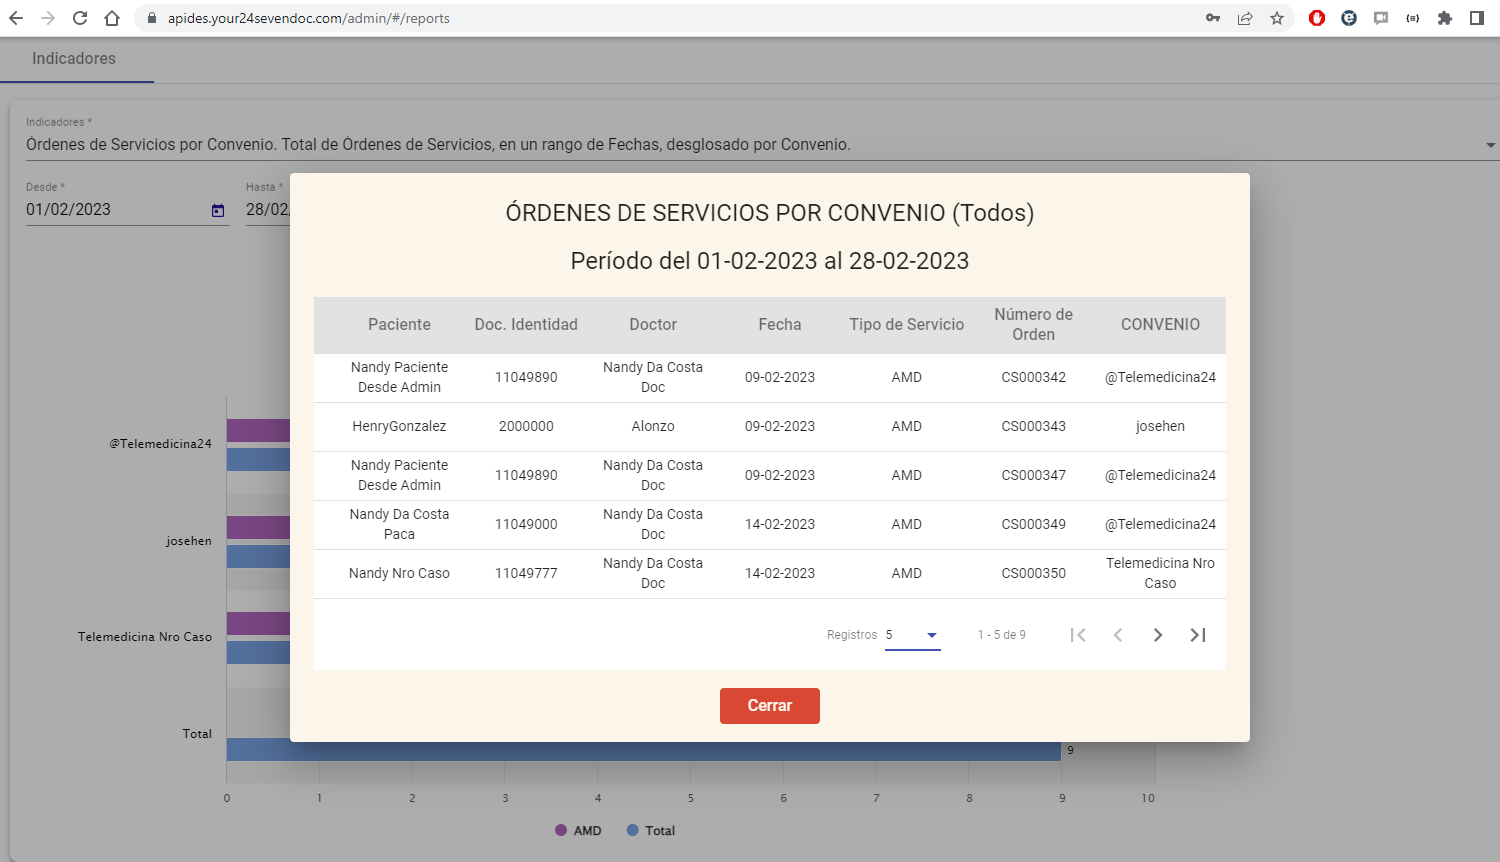 apides.your24sevendoc.com/admin/#/reports
Indicadores
Indicadores *
Órdenes de Servicios por Convenio. Total de Órdenes de Servicios, en un rango de Fechas, desglosado por Convenio.
Desde *
Hasta *
01/02/2023
28/02/
ÓRDENES DE SERVICIOS POR CONVENIO (Todos)
Período del 01-02-2023 al 28-02-2023
Paciente Doc. Identidad Doctor Fecha Tipo de Servicio Número de Orden CONVENIO
Nandy Paciente Desde Admin 11049890 Nandy Da Costa Doc 09-02-2023 AMD CS000342 @Telemedicina24
HenryGonzalez 2000000 Alonzo 09-02-2023 AMD CS000343 josehen
Nandy Paciente Desde Admin 11049890 Nandy Da Costa Doc 09-02-2023 AMD CS000347 @Telemedicina24
Nandy Da Costa Paca 11049000 Nandy Da Costa Doc 14-02-2023 AMD CS000349 @Telemedicina24
Nandy Nro Caso 11049777 Nandy Da Costa Doc 14-02-2023 AMD CS000350 Telemedicina Nro Caso
Registros 5 1 - 5 de 9
Cerrar
@Telemedicina24
josehen
Telemedicina Nro Caso
Total
9
0 1 2 3 4 5 6 7 8 9 10
AMD Total